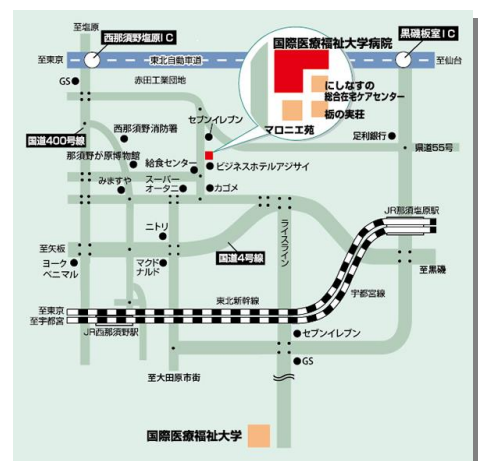 至塩原
西那須野塩原IC
黒磯板室IC
国際医療福祉大学病院
至東京
東北自動車道
至仙台
GS
赤田工業団地
にしなすの
総合在宅ケアセンター
栃の実荘
マロニエ苑
セブンイレブン
国道400号線
西那須野消防署
足利銀行
県道55号
那須野が原博物館
給食センター
ビジネスホテルアジサイ
みますや
スーパー
オータニ
カゴメ
JR那須塩原駅
ニトリ
ライスライン
至矢板
国道4号線
ヨーク
ベニマル
マクド
ナルド
至黒磯
宇都宮線
東北新幹線
至東京
至宇都宮
JR西那須野駅
セブンイレブン
GS
至大田原市街
国際医療福祉大学